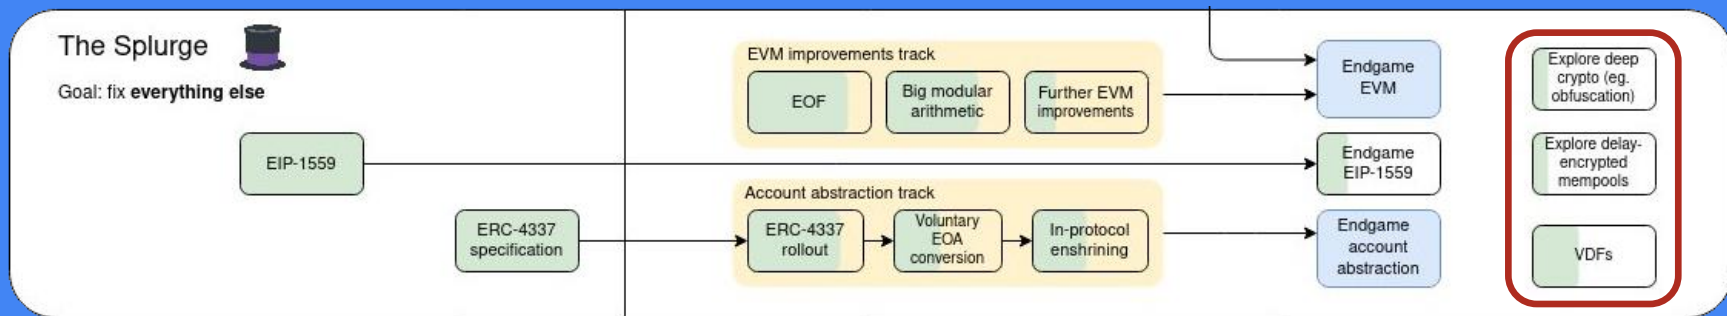 The Splurge
Goal: fix everything else
EIP-1559
ERC-4337
specification
EVM improvements track
EOF
Big modular
arithmetic
Further EVM
improvements
Account abstraction track
ERC-4337
rollout
Voluntary
EOA
conversion
In-protocol
enshrining
Endgame
EVM
Endgame
EIP-1559
Endgame
account
abstraction
Explore deep
crypto (eg.
obfuscation)
Explore delay-
encrypted
mempools
VDFs